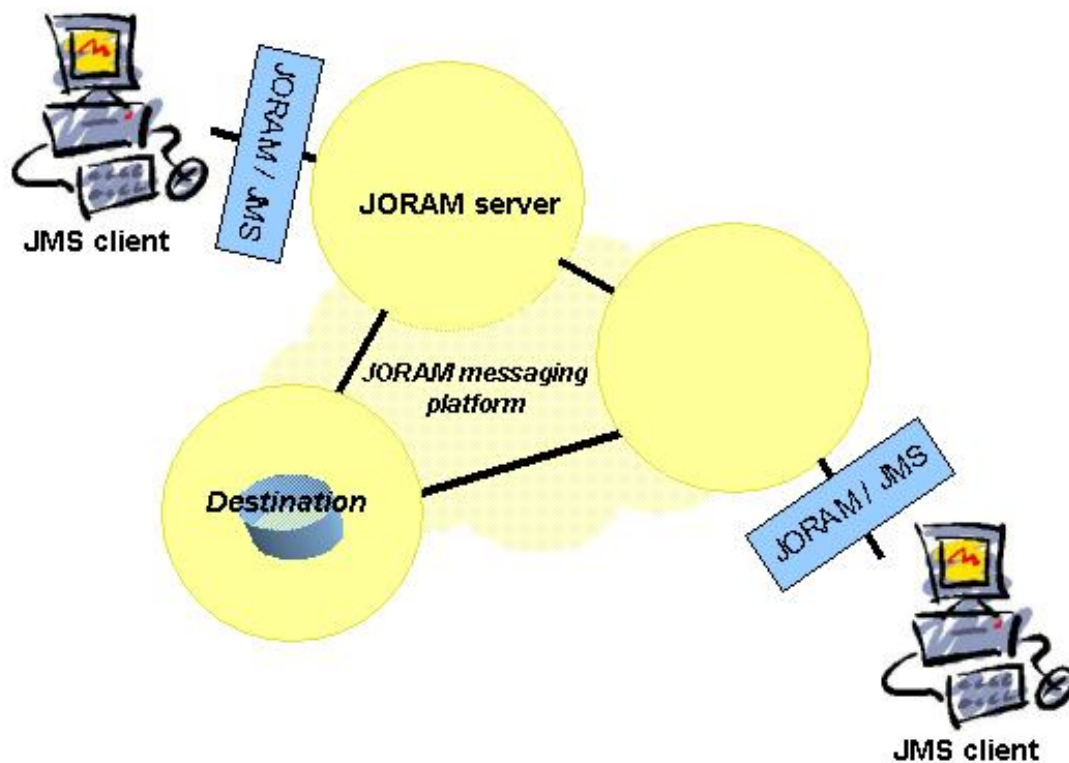 JORAM / JMS
JMS client
JORAM server
JORAM messaging
platform
Destination
JORAM / JMS
JMS client